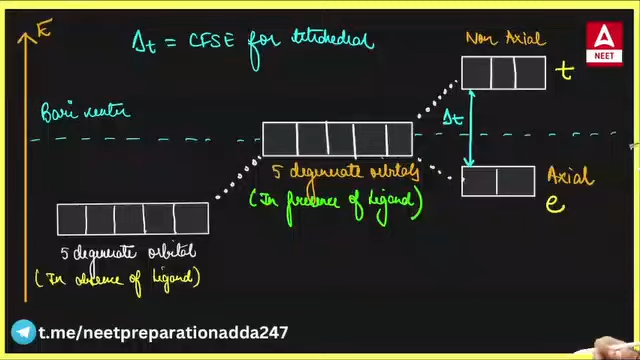 E
Δt = CFSE for tetrahedral
Non Axial
A
NEET
t
Bari center
Δt
5 degenerate orbitals
(In presence of ligand)
Axial
e
5 degenerate orbital
(In absence of ligand)
t.me/neetpreparationadda247